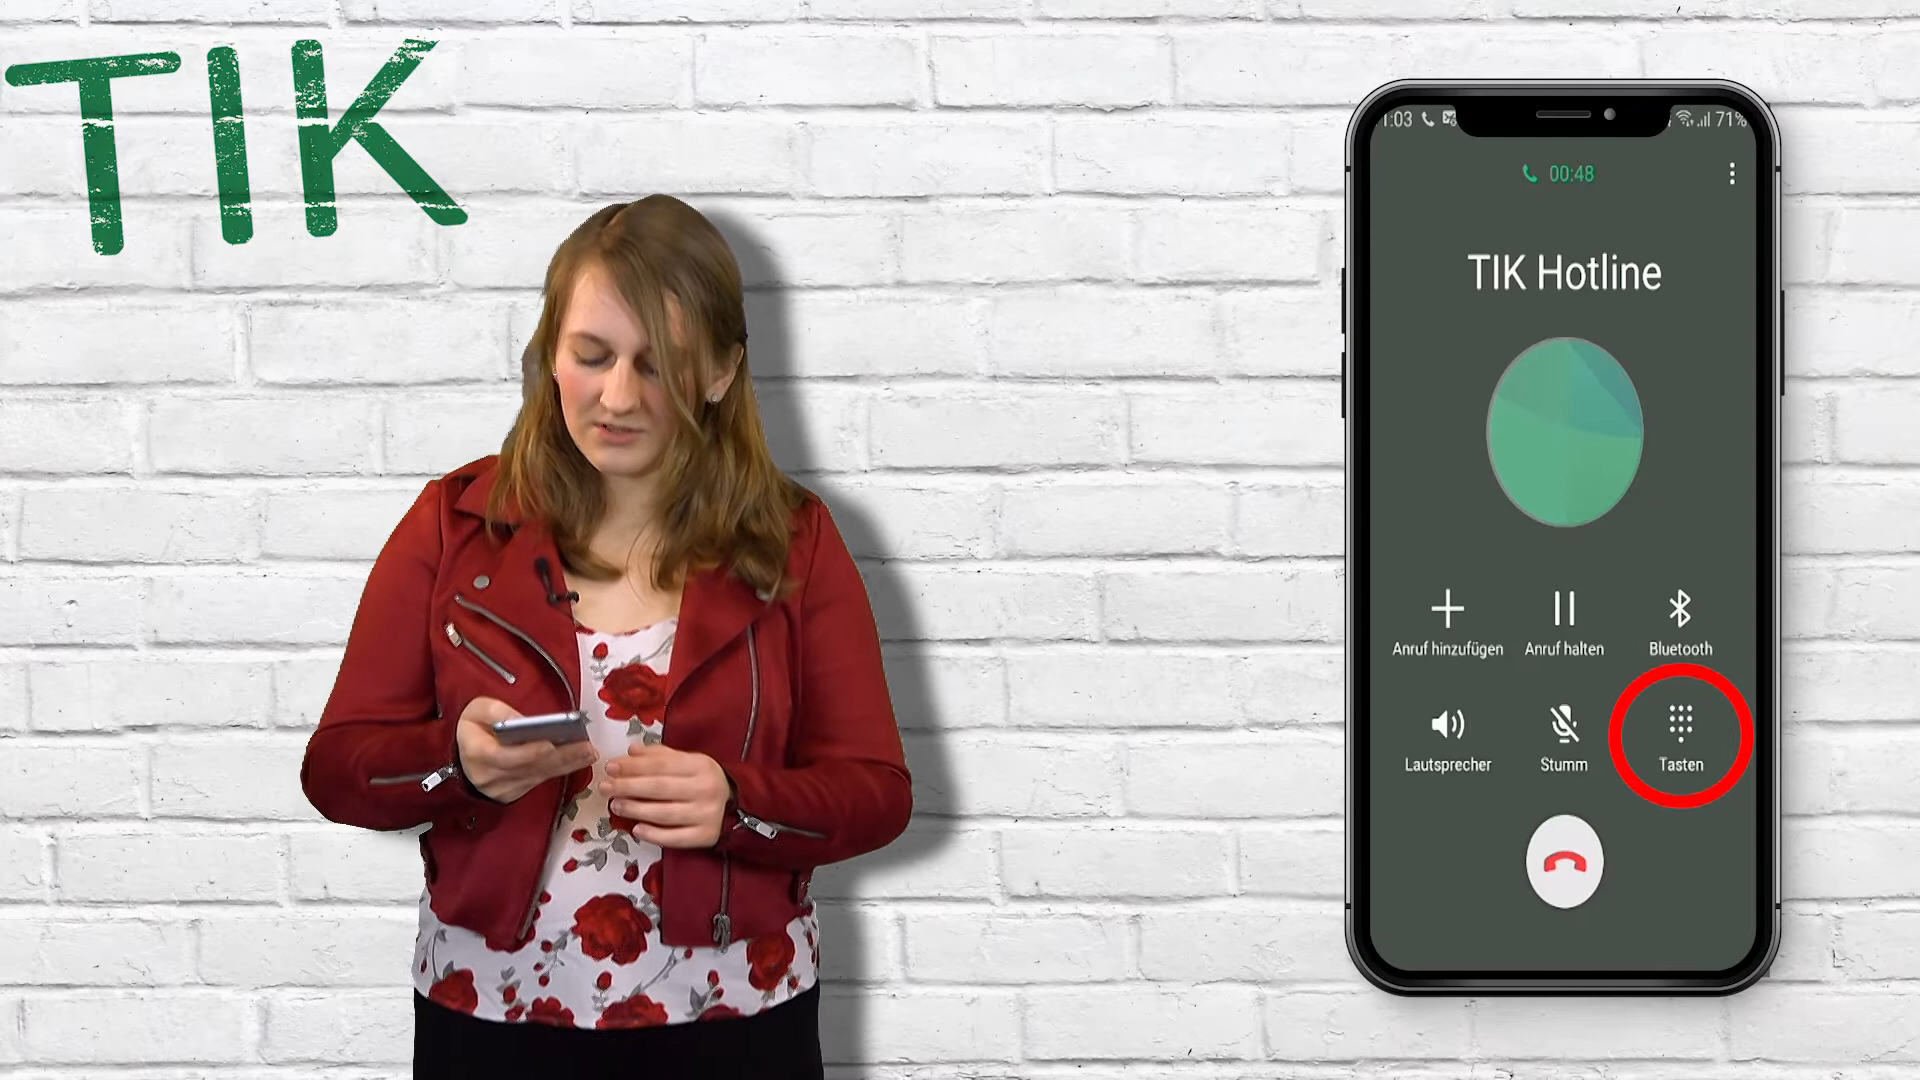 TIK
1:03
71%
00:48
TIK Hotline
Anruf hinzufügen
Anruf halten
Bluetooth
Lautsprecher
Stumm
Tasten